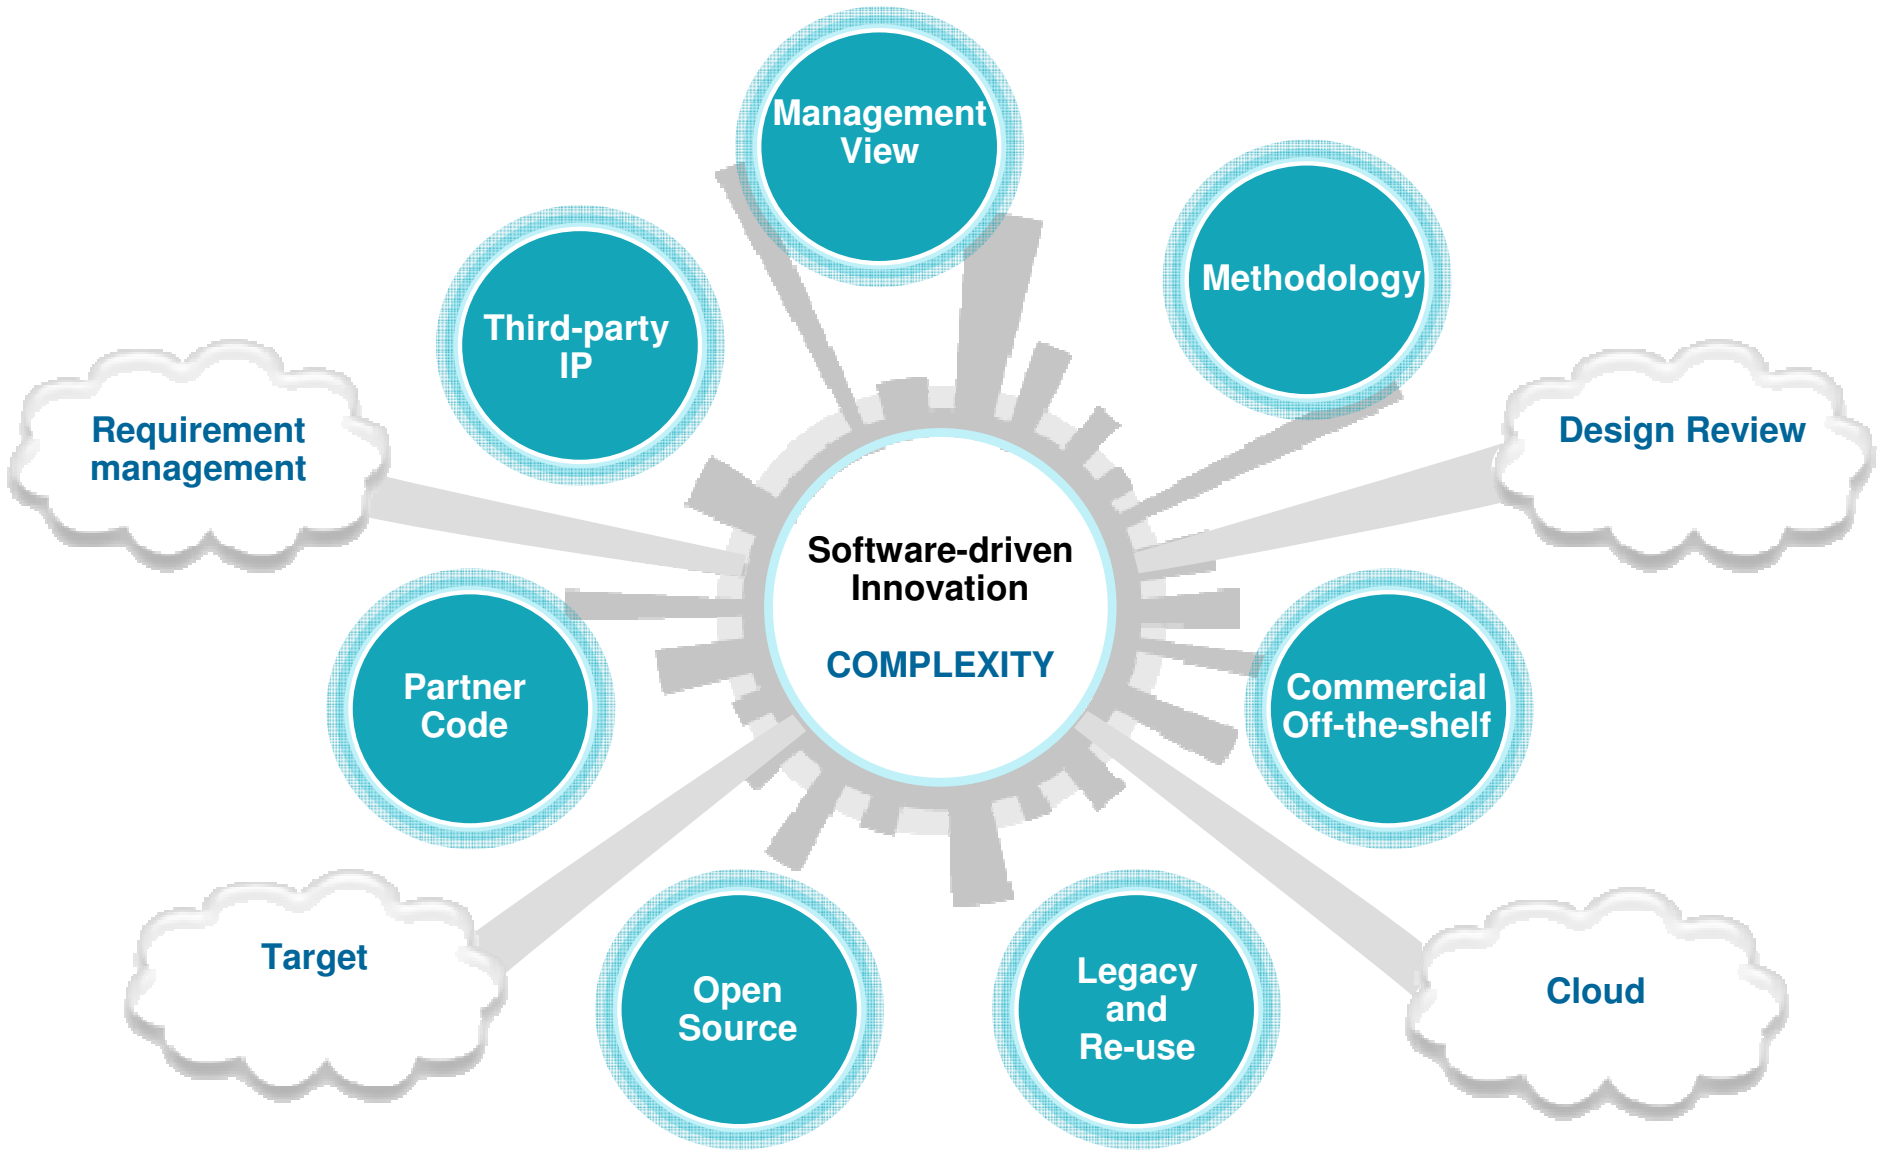 Management
View
Methodology
Third-party
IP
Requirement
management
Design Review
Software-driven
Innovation
COMPLEXITY
Partner
Code
Commercial
Off-the-shelf
Target
Open
Source
Legacy
and
Re-use
Cloud